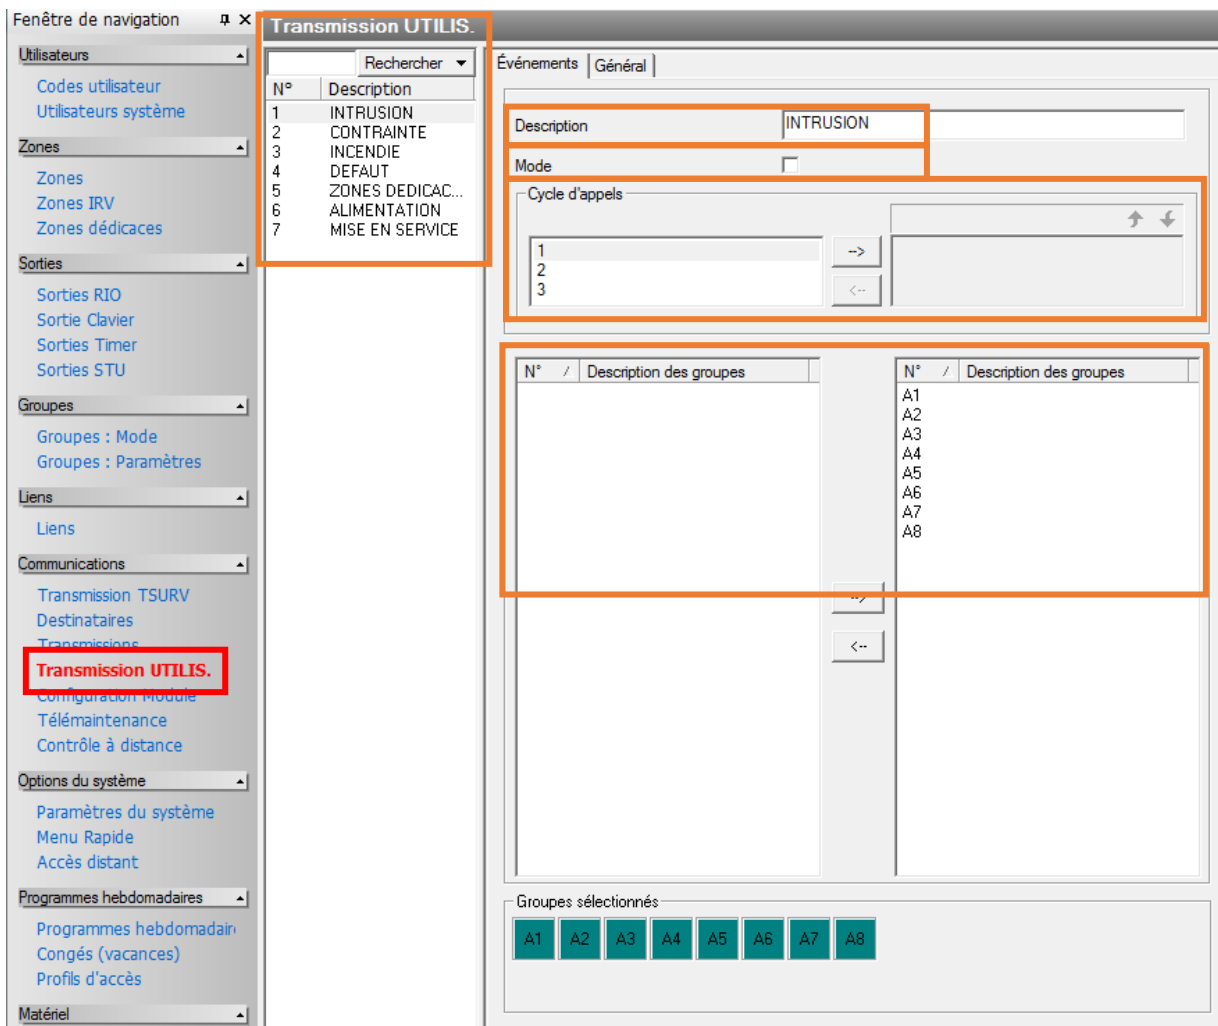 Fenêtre de navigation
Utilisateurs
Codes utilisateur
Utilisateurs système
Zones
Zones
Zones IRV
Zones dédicaces
Sorties
Sorties RIO
Sortie Clavier
Sorties Timer
Sorties STU
Groupes
Groupes : Mode
Groupes : Paramètres
Liens
Liens
Communications
Transmission TSURV
Destinataires
Transmissions
Transmission UTILIS.
Configuration Module
Télémaintenance
Contrôle à distance
Options du système
Paramètres du système
Menu Rapide
Accès distant
Programmes hebdomadaires
Programmes hebdomadair
Congés (vacances)
Profils d'accès
Matériel
Transmission UTILIS.
Rechercher
N° Description
1 INTRUSION
2 CONTRAINTE
3 INCENDIE
4 DEFAUT
5 ZONES DEDICAC...
6 ALIMENTATION
7 MISE EN SERVICE
Événements Général
Description INTRUSION
Mode
Cycle d'appels
1
2
3
-->
<--
N° / Description des groupes
-->
<--
N° / Description des groupes
A1
A2
A3
A4
A5
A6
A7
A8
Groupes sélectionnés
A1 A2 A3 A4 A5 A6 A7 A8